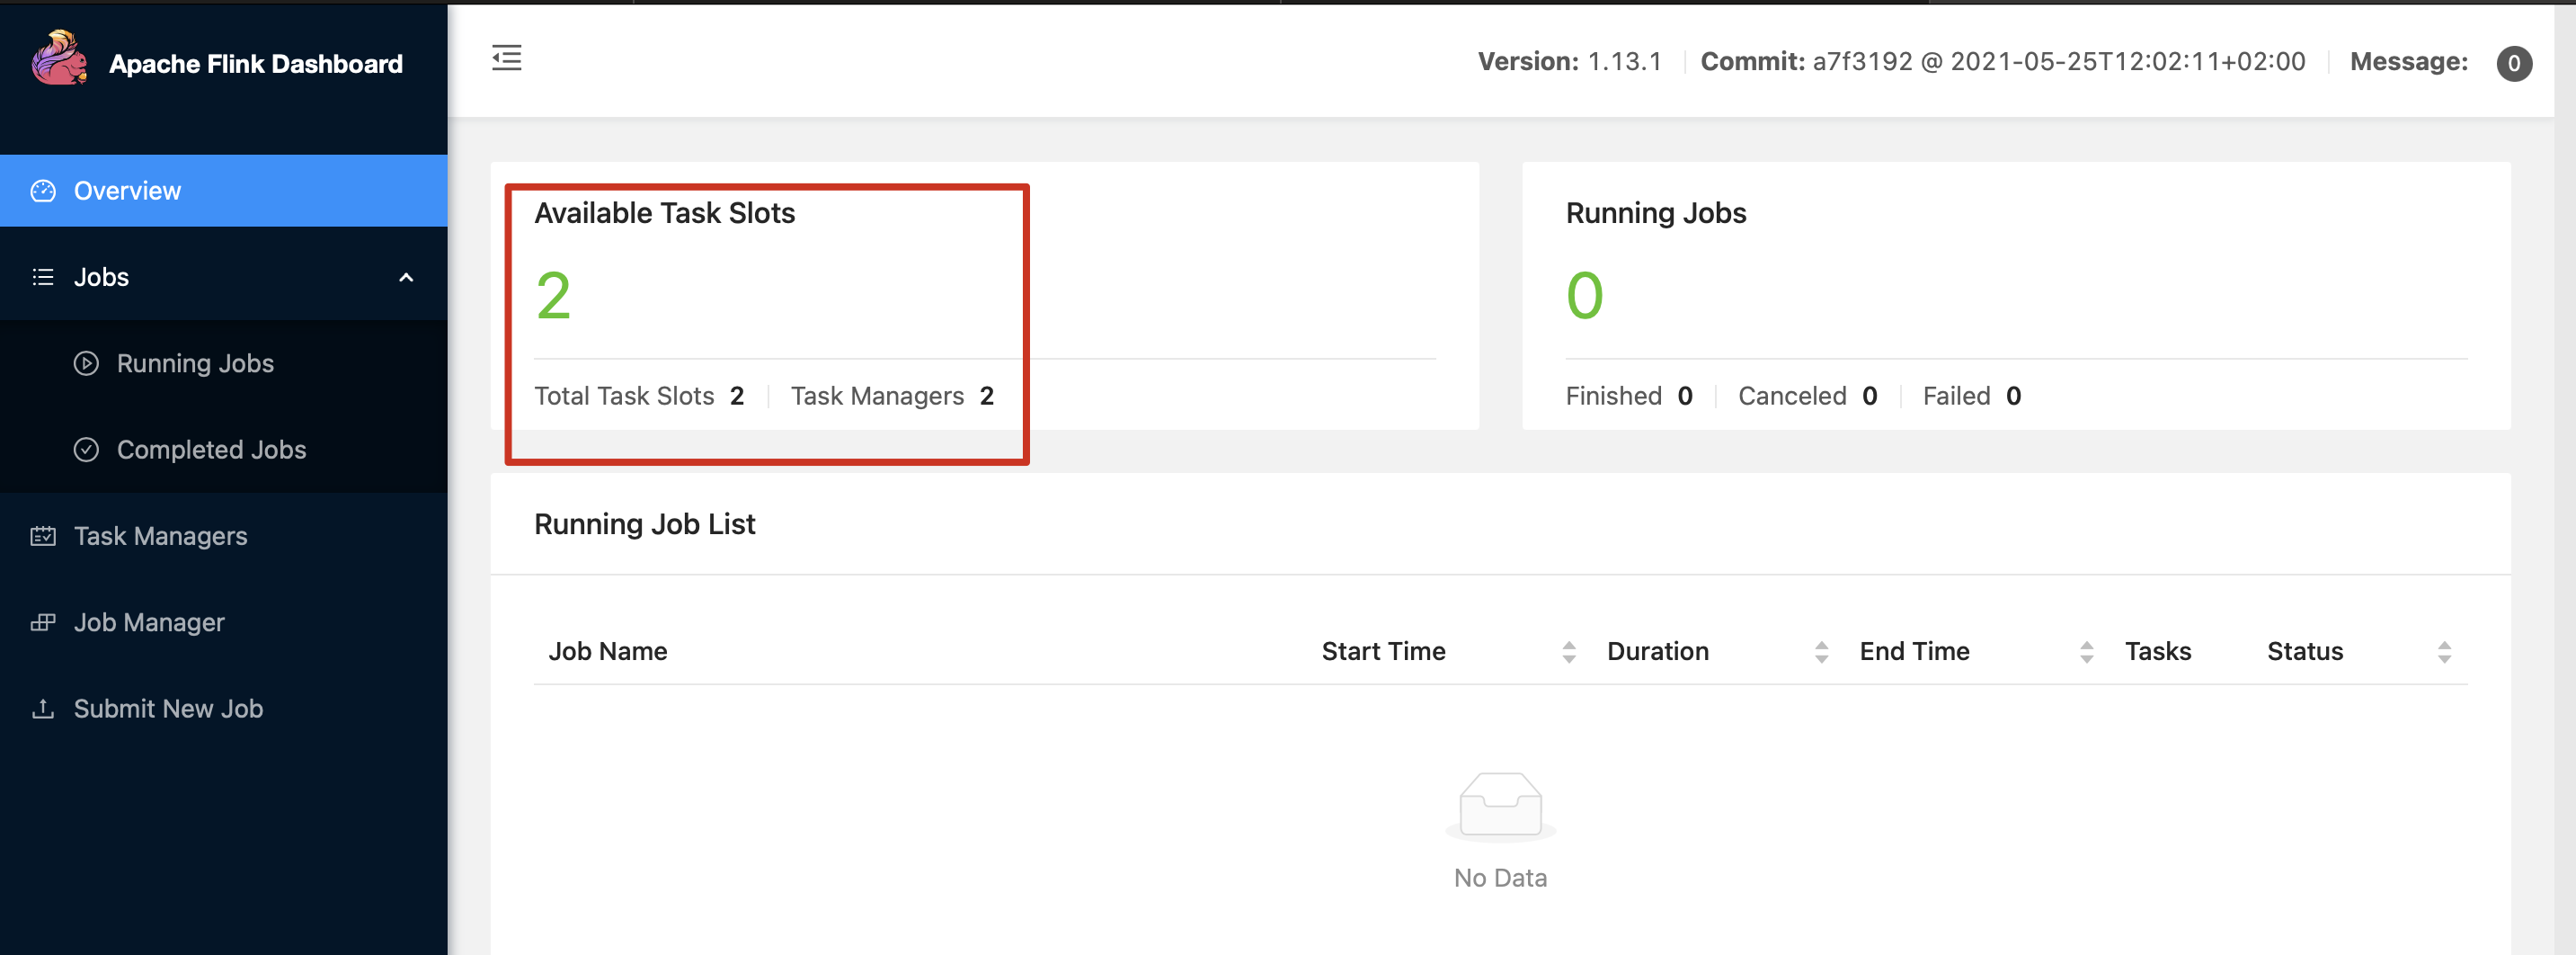 Apache Flink Dashboard
Version: 1.13.1 Commit: a7f3192 @ 2021-05-25T12:02:11+02:00 Message: 0
Overview
Jobs
Running Jobs
Completed Jobs
Task Managers
Job Manager
Submit New Job
Available Task Slots
2
Total Task Slots 2 Task Managers 2
Running Jobs
0
Finished 0 Canceled 0 Failed 0
Running Job List
Job Name Start Time Duration End Time Tasks Status
No Data